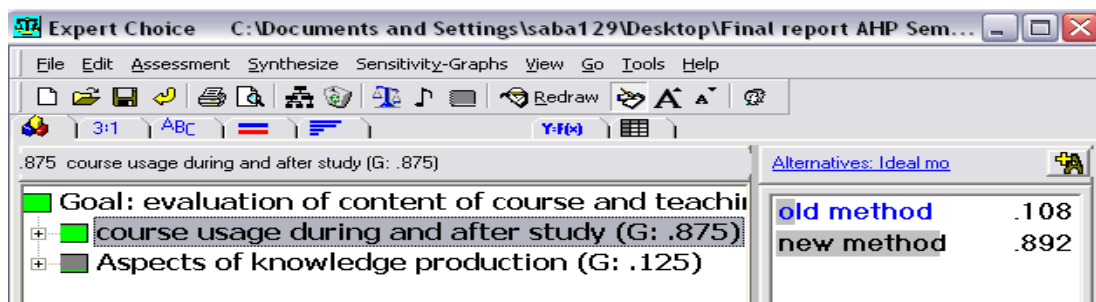 Expert Choice C:\Documents and Settings\saba129\Desktop\Final report AHP Sem...
File Edit Assessment Synthesize Sensitivity-Graphs View Go Tools Help
Redraw A A
3:1 ABC Y=F(x)
.875 course usage during and after study (G: .875)
Alternatives: Ideal mo
Goal: evaluation of content of course and teachi
course usage during and after study (G: .875)
Aspects of knowledge production (G: .125)
old method .108
new method .892